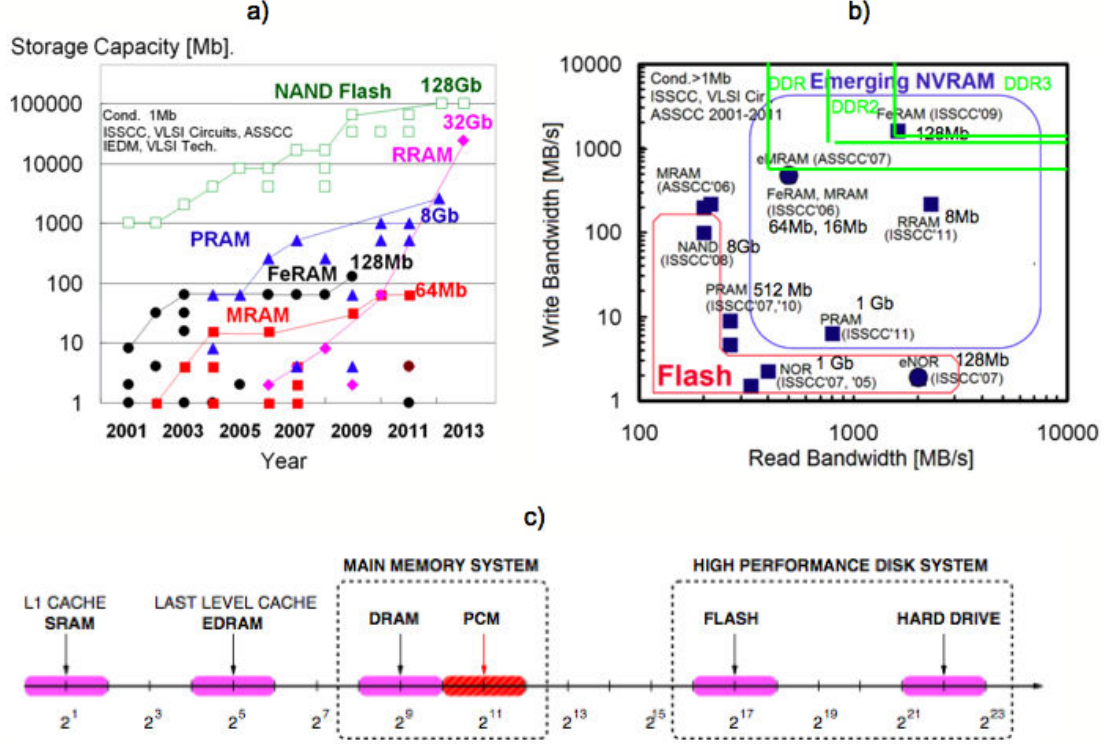 a)
Storage Capacity [Mb].
100000
10000
1000
100
10
1
NAND Flash
128Gb
Cond. 1Mb
ISSCC, VLSI Circuits, ASSCC
IEDM, VLSI Tech.
32Gb
RRAM
PRAM
8Gb
FeRAM
128Mb
MRAM
64Mb
2001 2003 2005 2007 2009 2011 2013
Year
b)
Write Bandwidth [MB/s]
10000
1000
100
10
1
Cond.>1Mb
ISSCC, VLSI Cir
ASSCC 2001-2011
DDR
Emerging NVRAM
DDR3
DDR2
FeRAM (ISSCC'09)
128Mb
eMRAM (ASSCC'07)
MRAM
(ASSCC'06)
FeRAM, MRAM
(ISSCC'06)
64Mb, 16Mb
RRAM 8Mb
(ISSCC'11)
NAND 8Gb
(ISSCC'08)
PRAM 512 Mb
(ISSCC'07,'10)
1 Gb
PRAM
(ISSCC'11)
Flash
NOR 1 Gb
(ISSCC'07, '05)
eNOR 128Mb
(ISSCC'07)
100 1000 10000
Read Bandwidth [MB/s]
c)
MAIN MEMORY SYSTEM
HIGH PERFORMANCE DISK SYSTEM
L1 CACHE
SRAM
LAST LEVEL CACHE
EDRAM
DRAM
PCM
FLASH
HARD DRIVE
2^1 2^3 2^5 2^7 2^9 2^11 2^13 2^15 2^17 2^19 2^21 2^23